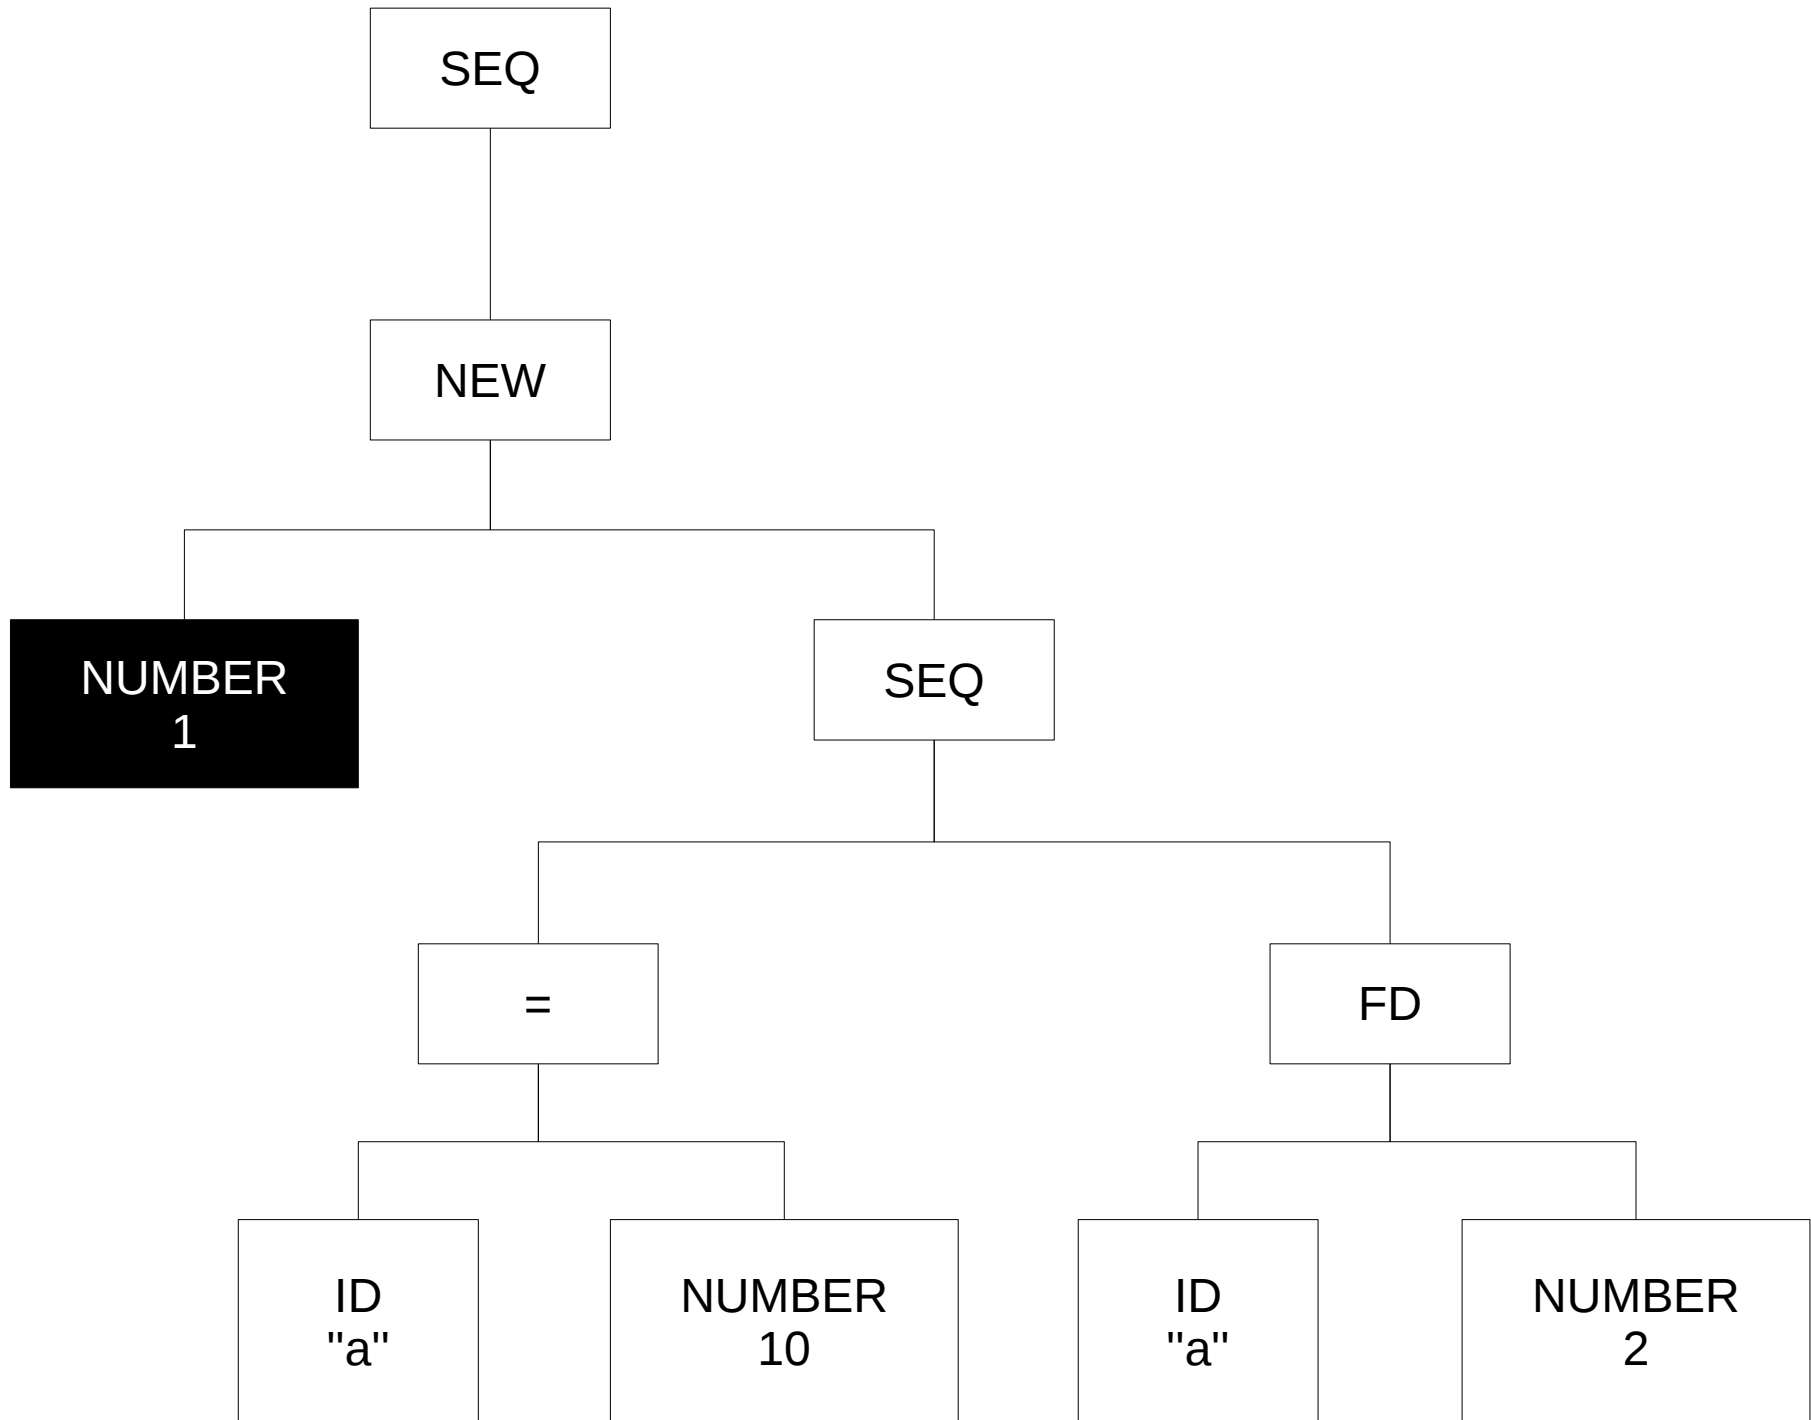 SEQ
NEW
NUMBER
1
SEQ
=
FD
ID
"a"
NUMBER
10
ID
"a"
NUMBER
2